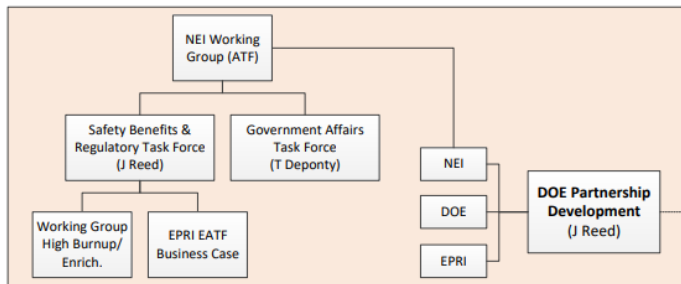 NEI Working
Group (ATF)
Safety Benefits &
Regulatory Task Force
(J Reed)
Government Affairs
Task Force
(T Deponty)
Working Group
High Burnup/
Enrich.
EPRI EATF
Business Case
NEI
DOE
EPRI
DOE Partnership
Development
(J Reed)